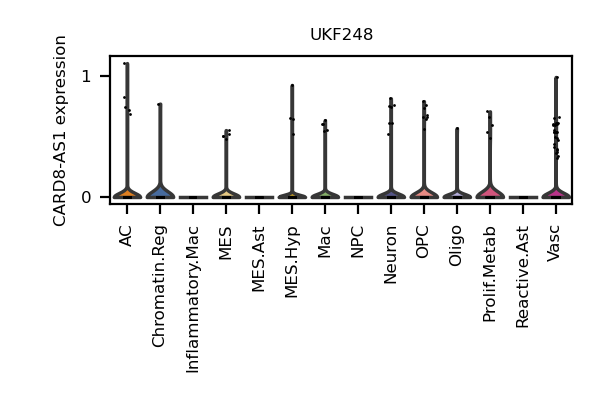 UKF248
CARD8-AS1 expression
1
0
AC
Chromatin.Reg
Inflammatory.Mac
MES
MES.Ast
MES.Hyp
Mac
NPC
Neuron
OPC
Oligo
Prolif.Metab
Reactive.Ast
Vasc